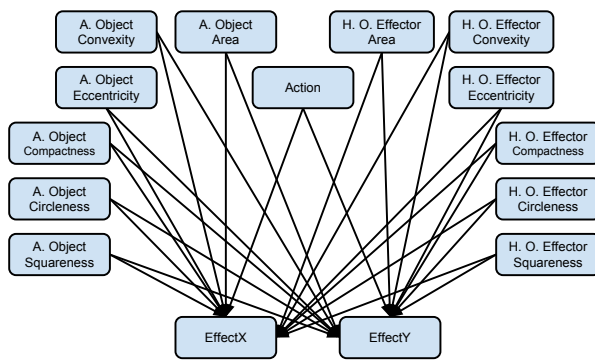 A. Object
Convexity
A. Object
Area
H. O. Effector
Area
H. O. Effector
Convexity
A. Object
Eccentricity
Action
H. O. Effector
Eccentricity
A. Object
Compactness
H. O. Effector
Compactness
A. Object
Circleness
H. O. Effector
Circleness
A. Object
Squareness
H. O. Effector
Squareness
EffectX
EffectY